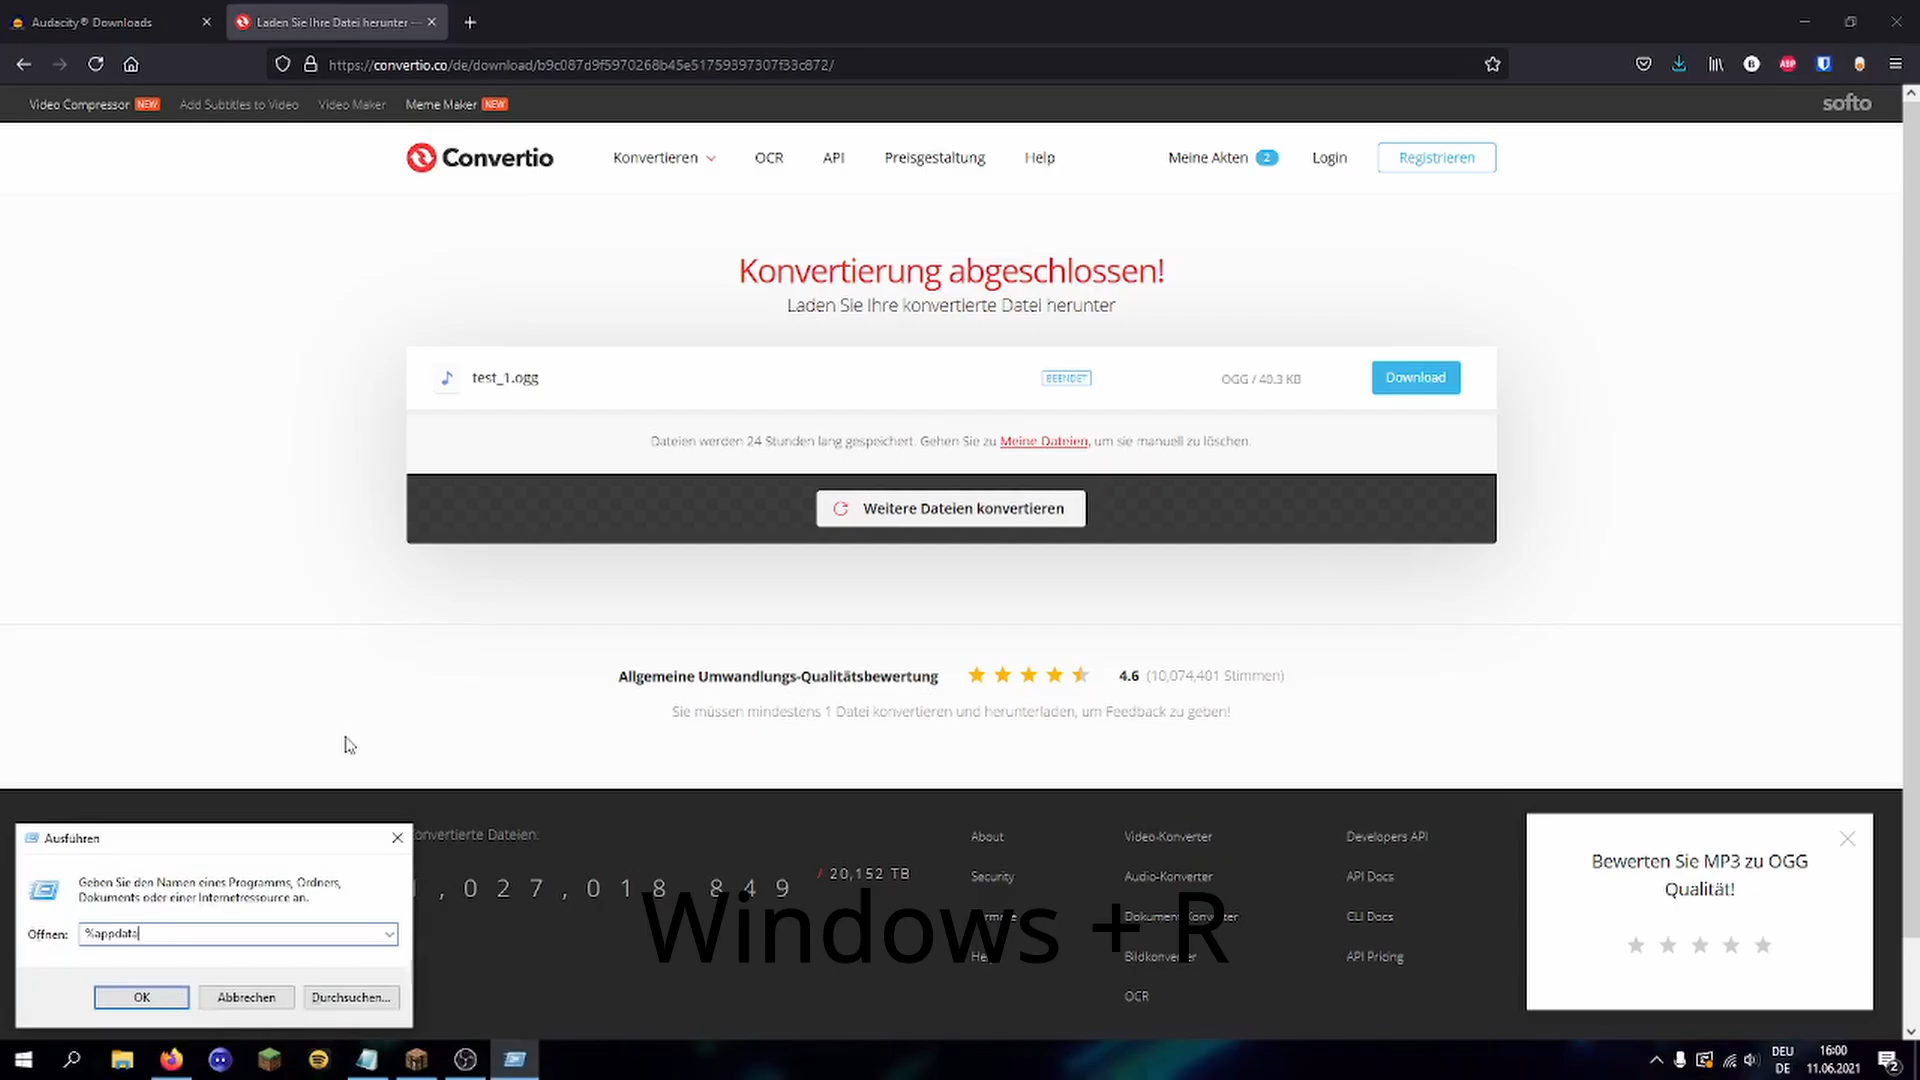 Audacity® Downloads
Laden Sie Ihre Datei herunter —
https://convertio.co/de/download/b9c087d9f5970268b45e51759397307f33c872/
ABP
Video Compressor NEW Add Subtitles to Video Video Maker Meme Maker NEW
softo
Convertio
Konvertieren OCR API Preisgestaltung Help
Meine Akten 2 Login Registrieren
Konvertierung abgeschlossen!
Laden Sie Ihre konvertierte Datei herunter
test_1.ogg BEENDET OGG / 40.3 KB Download
Dateien werden 24 Stunden lang gespeichert. Gehen Sie zu Meine Dateien, um sie manuell zu löschen.
Weitere Dateien konvertieren
Allgemeine Umwandlungs-Qualitätsbewertung 4.6 (10,074,401 Stimmen)
Sie müssen mindestens 1 Datei konvertieren und herunterladen, um Feedback zu geben!
Ausführen
Geben Sie den Namen eines Programms, Ordners,
Dokuments oder einer Internetressource an.
Öffnen: %appdata
OK Abbrechen Durchsuchen...
onvertierte Dateien:
1,027,018 849 / 20,152 TB
About
Security
Video-Konverter
Audio-Konverter
Dokument Konverter
Bildkonverter
OCR
Developers API
API Docs
CLI Docs
API Pricing
Windows + R
Bewerten Sie MP3 zu OGG
Qualität!
DEU
DE
16:00
11.06.2021
2